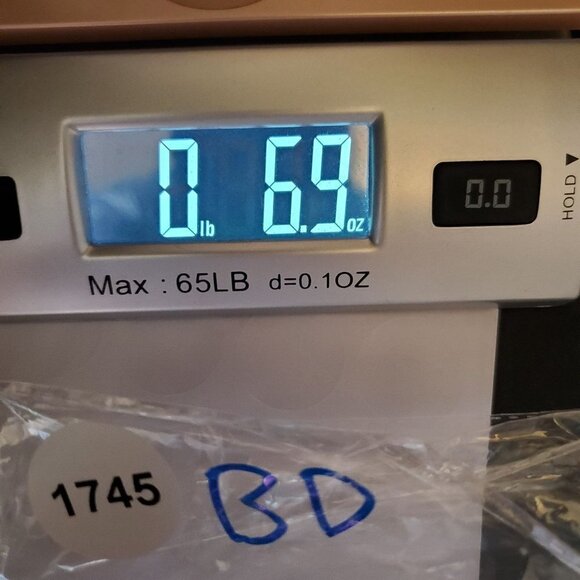 0 lb 6.9 oz
0.0
HOLD ▼
Max : 65LB d=0.1OZ
1745 BD